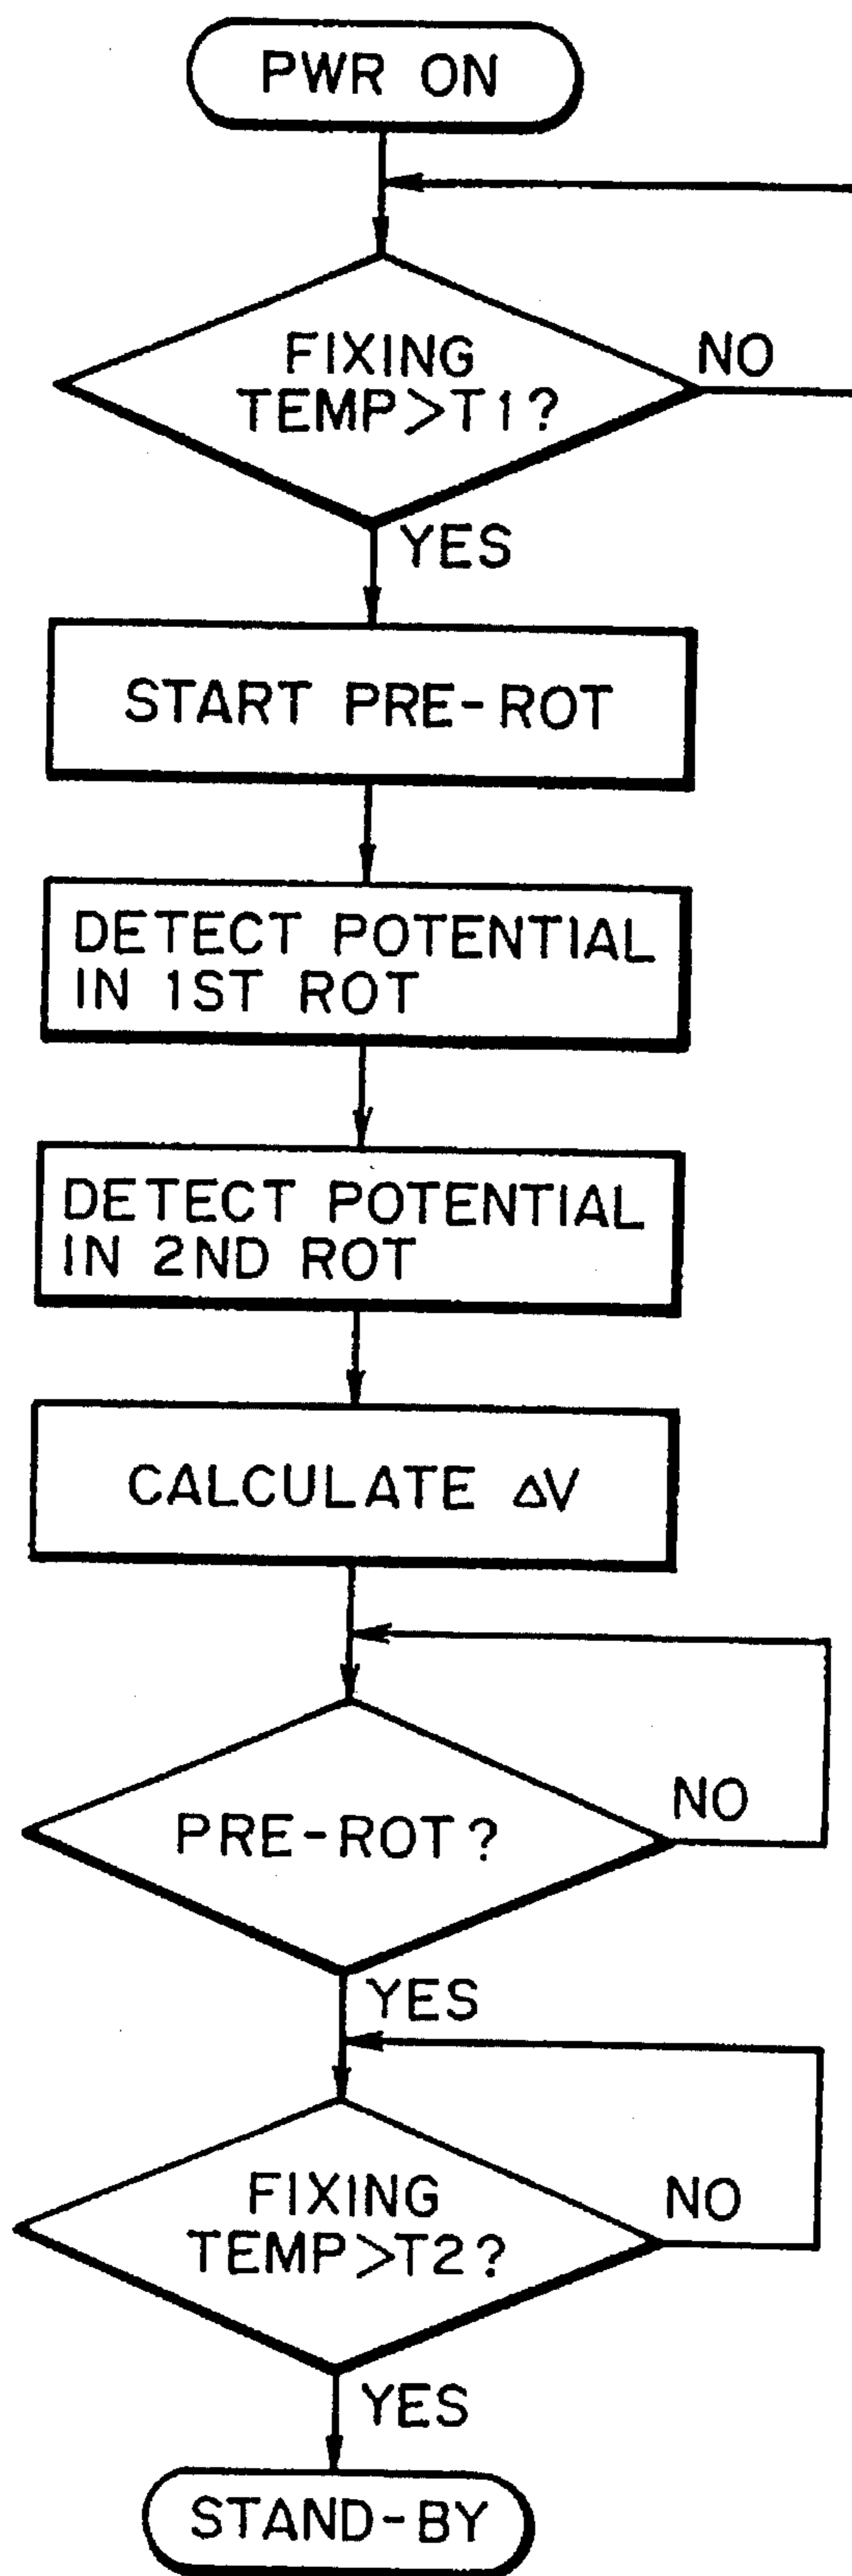 PWR ON
FIXING
TEMP>T1?
NO
YES
START PRE-ROT
DETECT POTENTIAL
IN 1ST ROT
DETECT POTENTIAL
IN 2ND ROT
CALCULATE ΔV
PRE-ROT?
NO
YES
FIXING
TEMP>T2?
NO
YES
STAND-BY